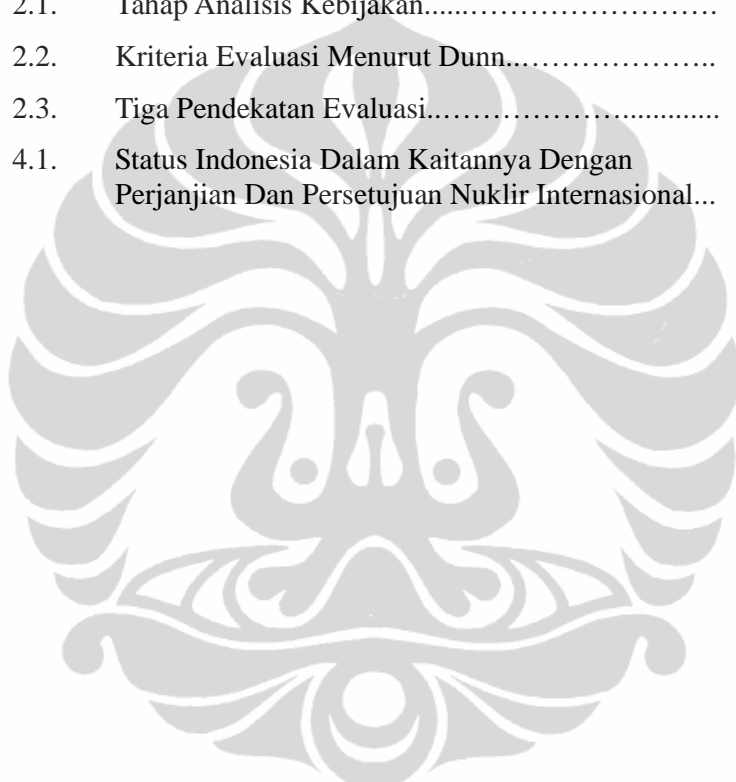 2.1. Tahap Analisis Kebijakan......…………………….
2.2. Kriteria Evaluasi Menurut Dunn..………………..
2.3. Tiga Pendekatan Evaluasi..………………............
4.1. Status Indonesia Dalam Kaitannya Dengan
Perjanjian Dan Persetujuan Nuklir Internasional...